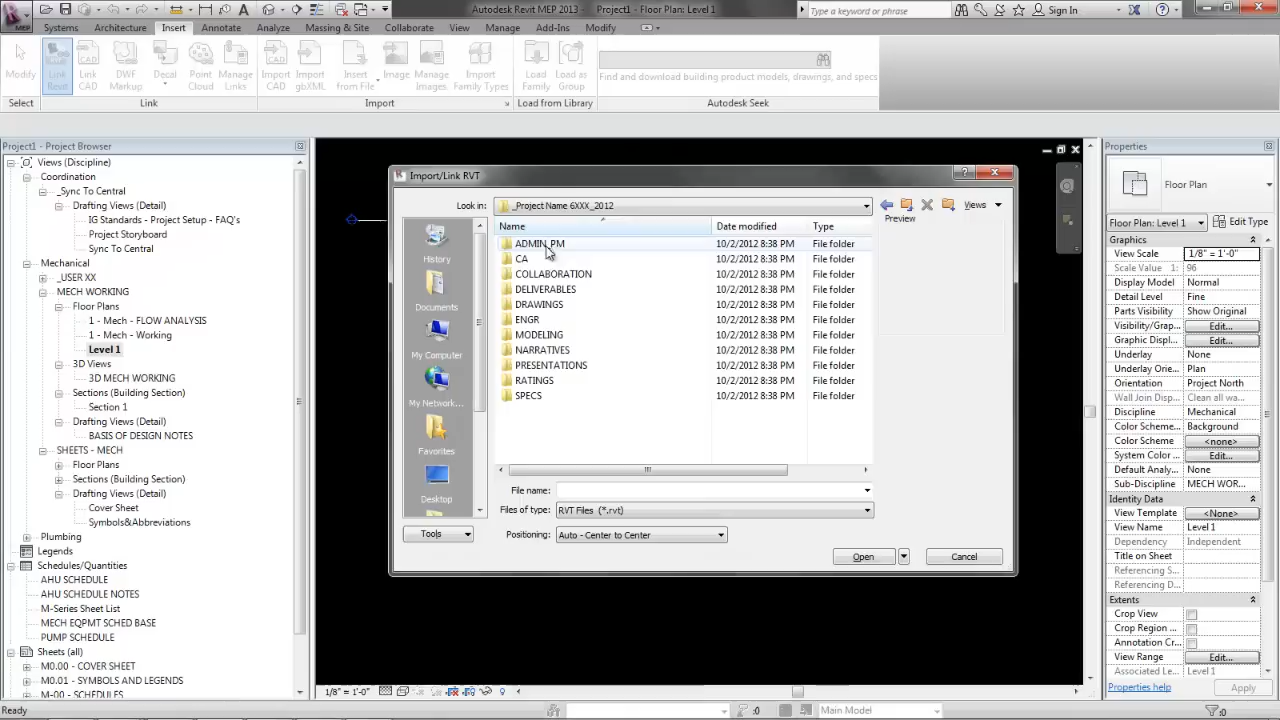 Autodesk Revit MEP 2013 - Project1 - Floor Plan: Level 1
Type a keyword or phrase
Sign In
MEP
Systems Architecture Insert Annotate Analyze Massing & Site Collaborate View Manage Add-Ins Modify
Modify
Link Revit
Link CAD
DWF Markup
Decal
Point Cloud
Manage Links
Import CAD
Import gbXML
Insert from File
Image
Manage Images
Import Family Types
Load Family
Load as Group
Find and download building product models, drawings, and specs
Select Link Import Load from Library Autodesk Seek
Project1 - Project Browser
Views (Discipline)
Coordination
_Sync To Central
Drafting Views (Detail)
IG Standards - Project Setup - FAQ's
Project Storyboard
Sync To Central
Mechanical
_USER XX
MECH WORKING
Floor Plans
1 - Mech - FLOW ANALYSIS
1 - Mech - Working
Level 1
3D Views
3D MECH WORKING
Sections (Building Section)
Section 1
Drafting Views (Detail)
BASIS OF DESIGN NOTES
SHEETS - MECH
Floor Plans
Sections (Building Section)
Drafting Views (Detail)
Cover Sheet
Symbols&Abbreviations
Plumbing
Legends
Schedules/Quantities
AHU SCHEDULE
AHU SCHEDULE NOTES
M-Series Sheet List
MECH EQPMT SCHED BASE
PUMP SCHEDULE
Sheets (all)
M0.00 - COVER SHEET
M0.01 - SYMBOLS AND LEGENDS
M-00 - SCHEDULES
Import/Link RVT
Look in: _Project Name 6XXX_2012
Views
Preview
Name Date modified Type
ADMIN_PM 10/2/2012 8:38 PM File folder
CA 10/2/2012 8:38 PM File folder
COLLABORATION 10/2/2012 8:38 PM File folder
DELIVERABLES 10/2/2012 8:38 PM File folder
DRAWINGS 10/2/2012 8:38 PM File folder
ENGR 10/2/2012 8:38 PM File folder
MODELING 10/2/2012 8:38 PM File folder
NARRATIVES 10/2/2012 8:38 PM File folder
PRESENTATIONS 10/2/2012 8:38 PM File folder
RATINGS 10/2/2012 8:38 PM File folder
SPECS 10/2/2012 8:38 PM File folder
History
Documents
My Computer
My Network...
Favorites
Desktop
File name:
Files of type: RVT Files (*.rvt)
Tools
Positioning: Auto - Center to Center
Open
Cancel
Properties
Floor Plan
Floor Plan: Level 1 Edit Type
Graphics
View Scale 1/8" = 1'-0"
Scale Value 1: 96
Display Model Normal
Detail Level Fine
Parts Visibility Show Original
Visibility/Grap... Edit...
Graphic Displ... Edit...
Underlay None
Underlay Orie... Plan
Orientation Project North
Wall Join Displ... Clean all wa...
Discipline Mechanical
Color Scheme ... Background
Color Scheme <none>
System Color ... Edit...
Default Analy... None
Sub-Discipline MECH WOR...
Identity Data
View Template <None>
View Name Level 1
Dependency Independent
Title on Sheet
Referencing S...
Referencing D...
Extents
Crop View
Crop Region ...
Annotation Cr...
View Range Edit...
Associated Le... Level 1
Properties help
Apply
1/8" = 1'-0"
Ready
:0
Main Model
:0